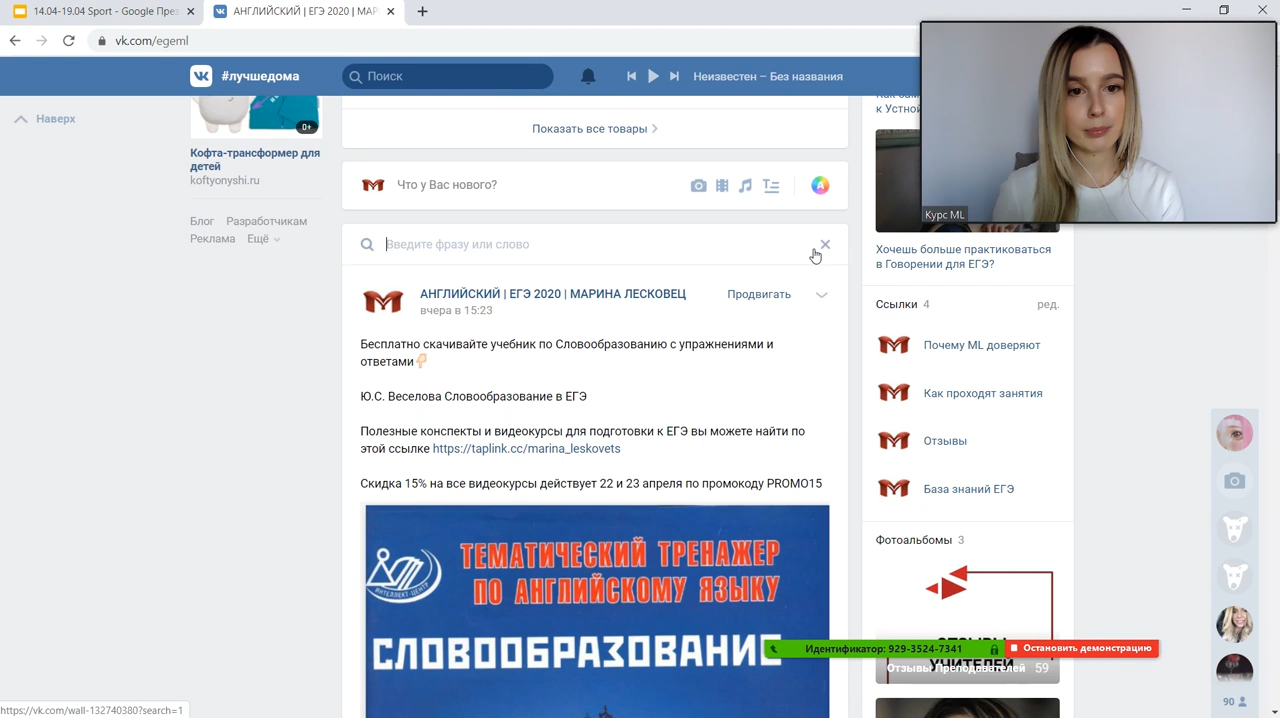 14.04-19.04 Sport - Google През
АНГЛИЙСКИЙ | ЕГЭ 2020 | МАР
vk.com/egeml
#лучшедома
Поиск
Неизвестен – Без названия
Наверх
0+
Кофта-трансформер для
детей
koftyonyshi.ru
Блог Разработчикам
Реклама Ещё
Показать все товары
Что у Вас нового?
Введите фразу или слово
АНГЛИЙСКИЙ | ЕГЭ 2020 | МАРИНА ЛЕСКОВЕЦ
вчера в 15:23
Продвигать
Бесплатно скачивайте учебник по Словообразованию с упражнениями и
ответами👇🏻
Ю.С. Веселова Словообразование в ЕГЭ
Полезные конспекты и видеокурсы для подготовки к ЕГЭ вы можете найти по
этой ссылке https://taplink.cc/marina_leskovets
Скидка 15% на все видеокурсы действует 22 и 23 апреля по промокоду PROMO15
ИНТЕЛЛЕКТ-ЦЕНТР
ТЕМАТИЧЕСКИЙ ТРЕНАЖЕР
ПО АНГЛИЙСКОМУ ЯЗЫКУ
СЛОВООБРАЗОВАНИЕ
к Устной
Курс ML
Хочешь больше практиковаться
в Говорении для ЕГЭ?
Ссылки 4
ред.
Почему ML доверяют
Как проходят занятия
Отзывы
База знаний ЕГЭ
Фотоальбомы 3
Идентификатор: 929-3524-7341
Остановить демонстрацию
Отзывы Преподавателей 59
90
https://vk.com/wall-132740380?search=1